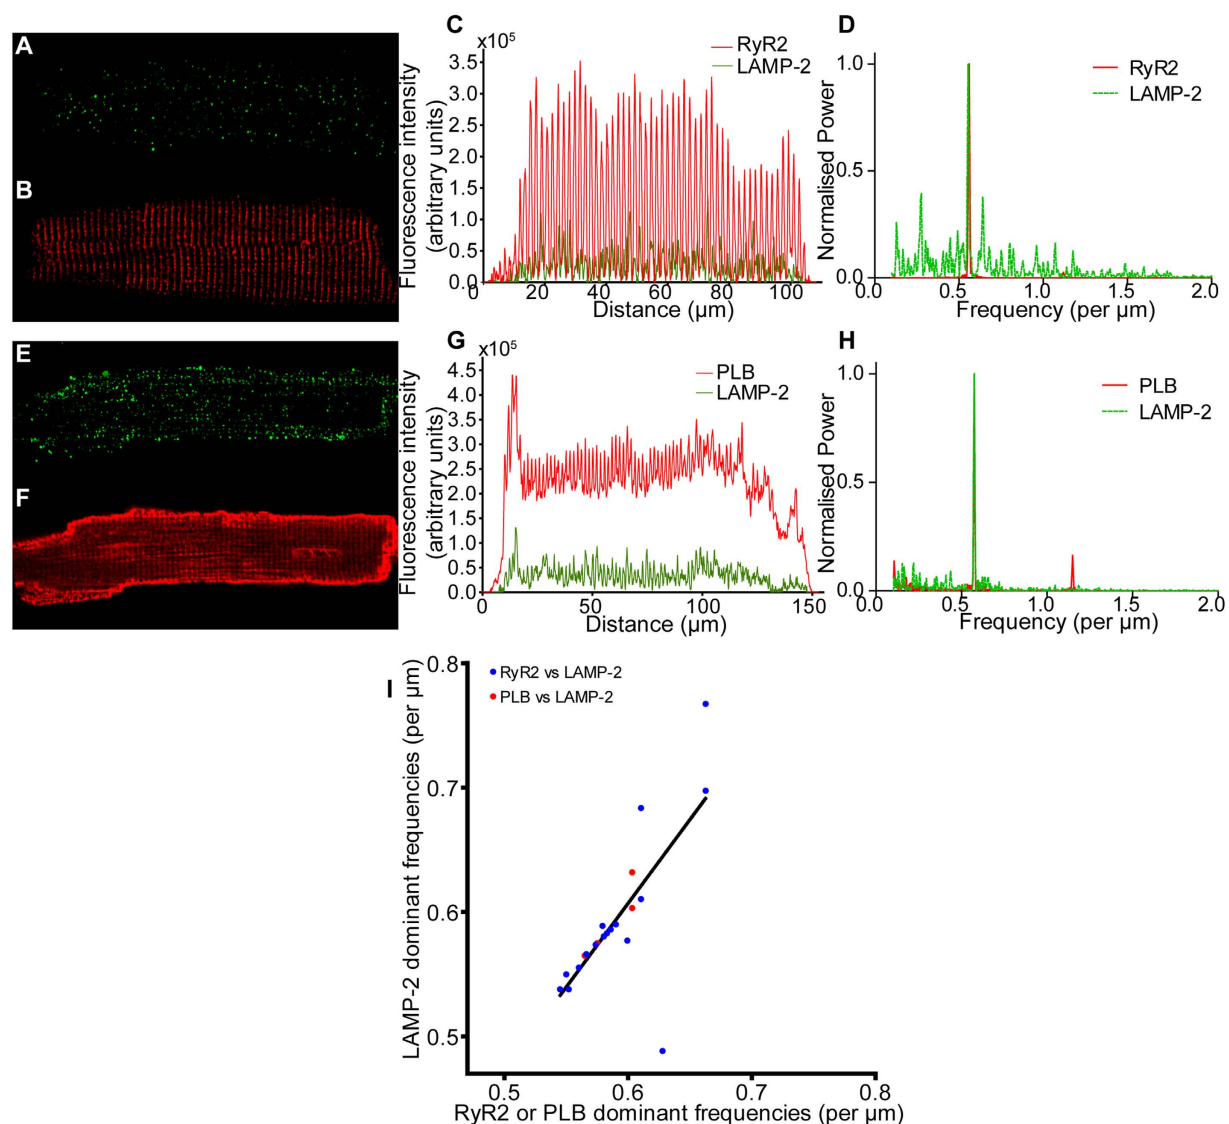 A
B
C
x10⁵
Fluorescence intensity
(arbitrary units)
3.5
3.0
2.5
2.0
1.5
1.0
0.5
0.0
RyR2
LAMP-2
0 20 40 60 80 100
Distance (µm)
D
Normalised Power
1.0
0.5
0.0
RyR2
LAMP-2
0.0 0.5 1.0 1.5 2.0
Frequency (per µm)
E
F
G
x10⁵
Fluorescence intensity
(arbitrary units)
4.5
4.0
3.5
3.0
2.5
2.0
1.5
1.0
0.5
0.0
PLB
LAMP-2
0 50 100 150
Distance (µm)
H
Normalised Power
1.0
0.5
0.0
PLB
LAMP-2
0.0 0.5 1.0 1.5 2.0
Frequency (per µm)
I
LAMP-2 dominant frequencies (per µm)
0.8
0.7
0.6
0.5
RyR2 vs LAMP-2
PLB vs LAMP-2
0.5 0.6 0.7 0.8
RyR2 or PLB dominant frequencies (per µm)